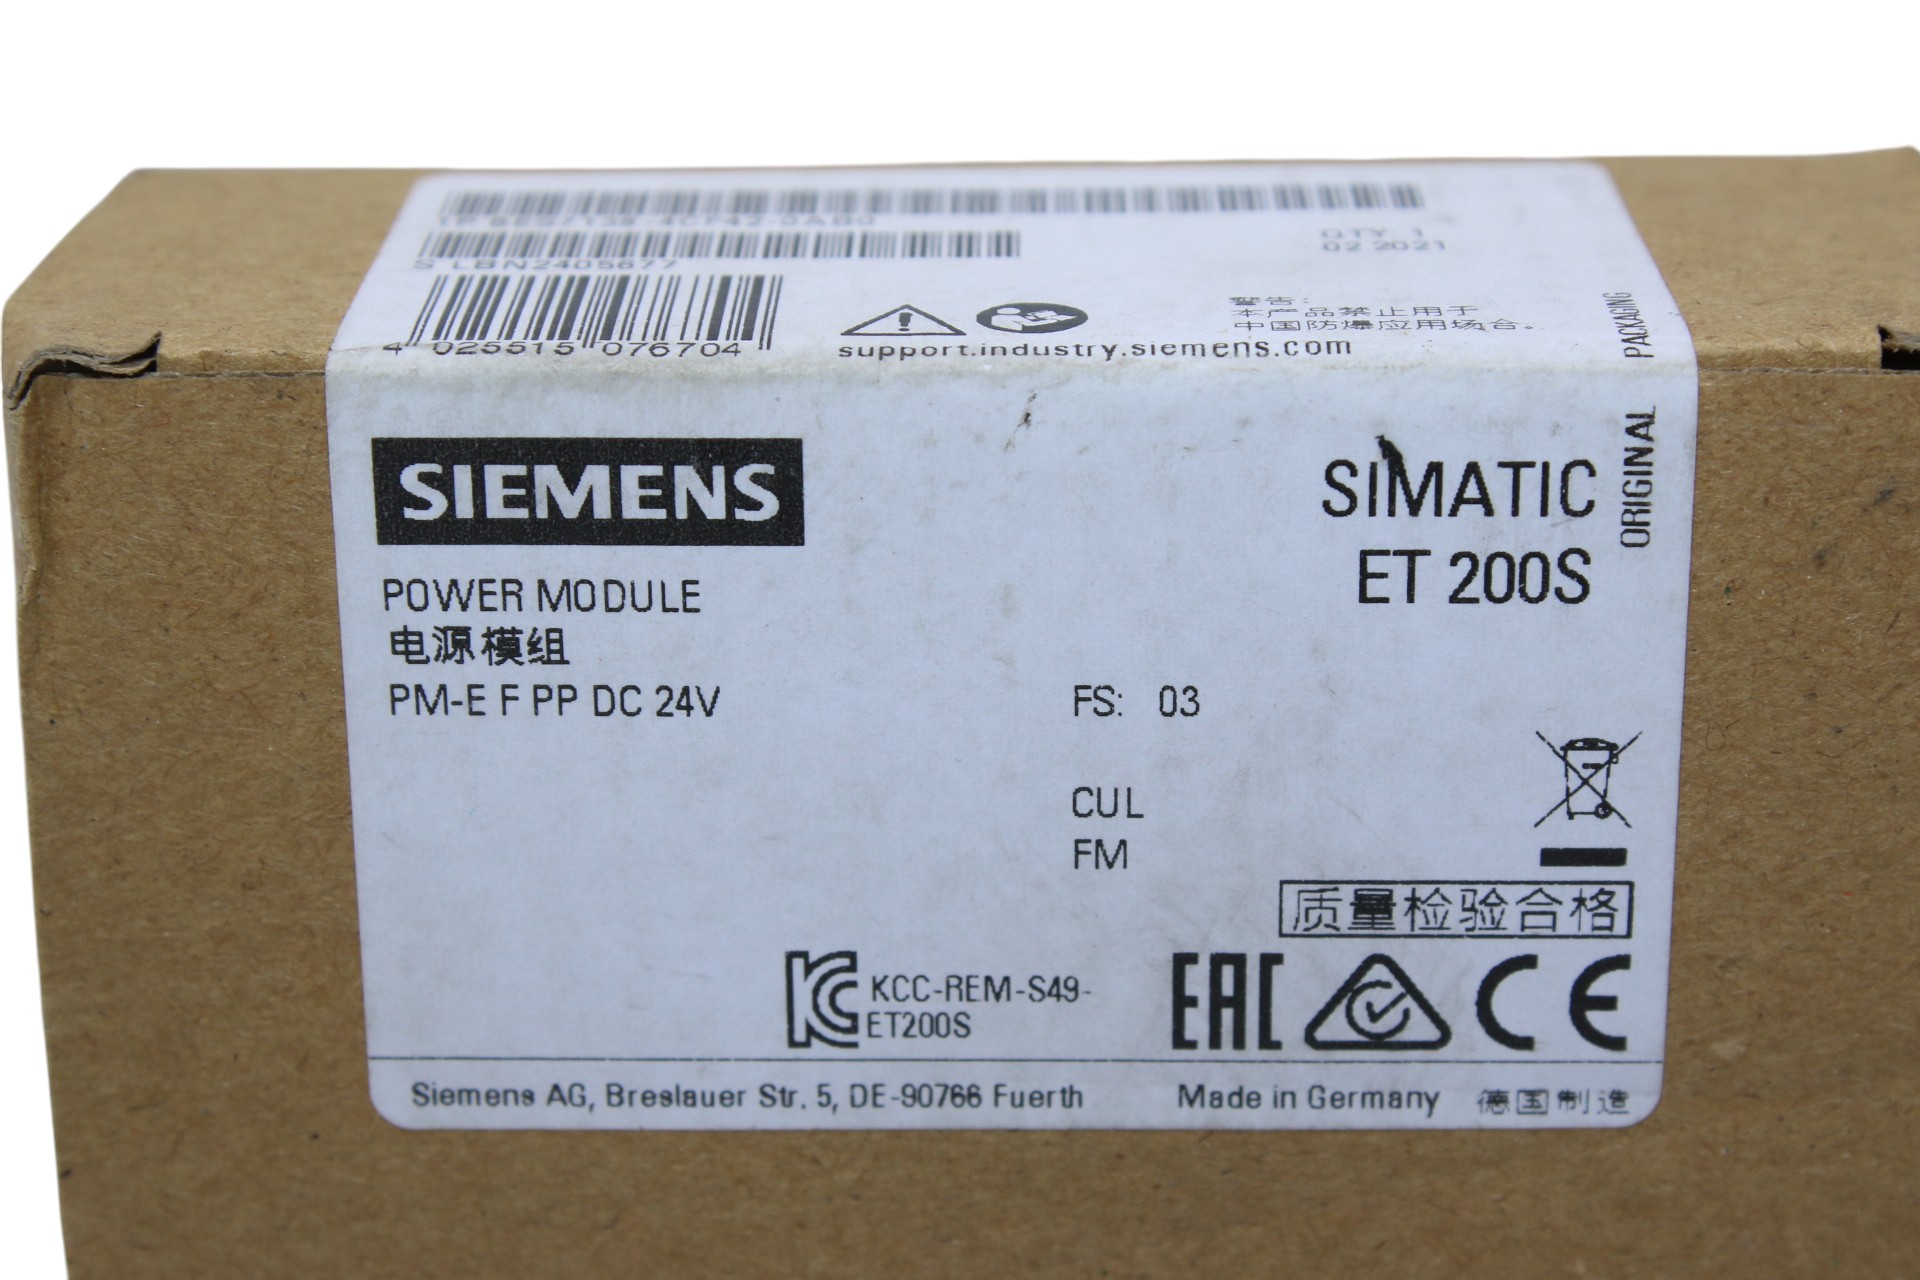 1P 6ES7138-4CF42-0AB0
QTY: 1
02.2021
S LBN2405677
4 025515 076704
support.industry.siemens.com
警告:
本产品禁止用于
中国防爆应用场合。
ORIGINAL PACKAGING
SIEMENS
SIMATIC
ET 200S
POWER MODULE
电源模组
PM-E F PP DC 24V
FS: 03
CUL
FM
质量检验合格
KCC-REM-S49-
ET200S
EAC
CE
Siemens AG, Breslauer Str. 5, DE-90766 Fuerth
Made in Germany 德国制造